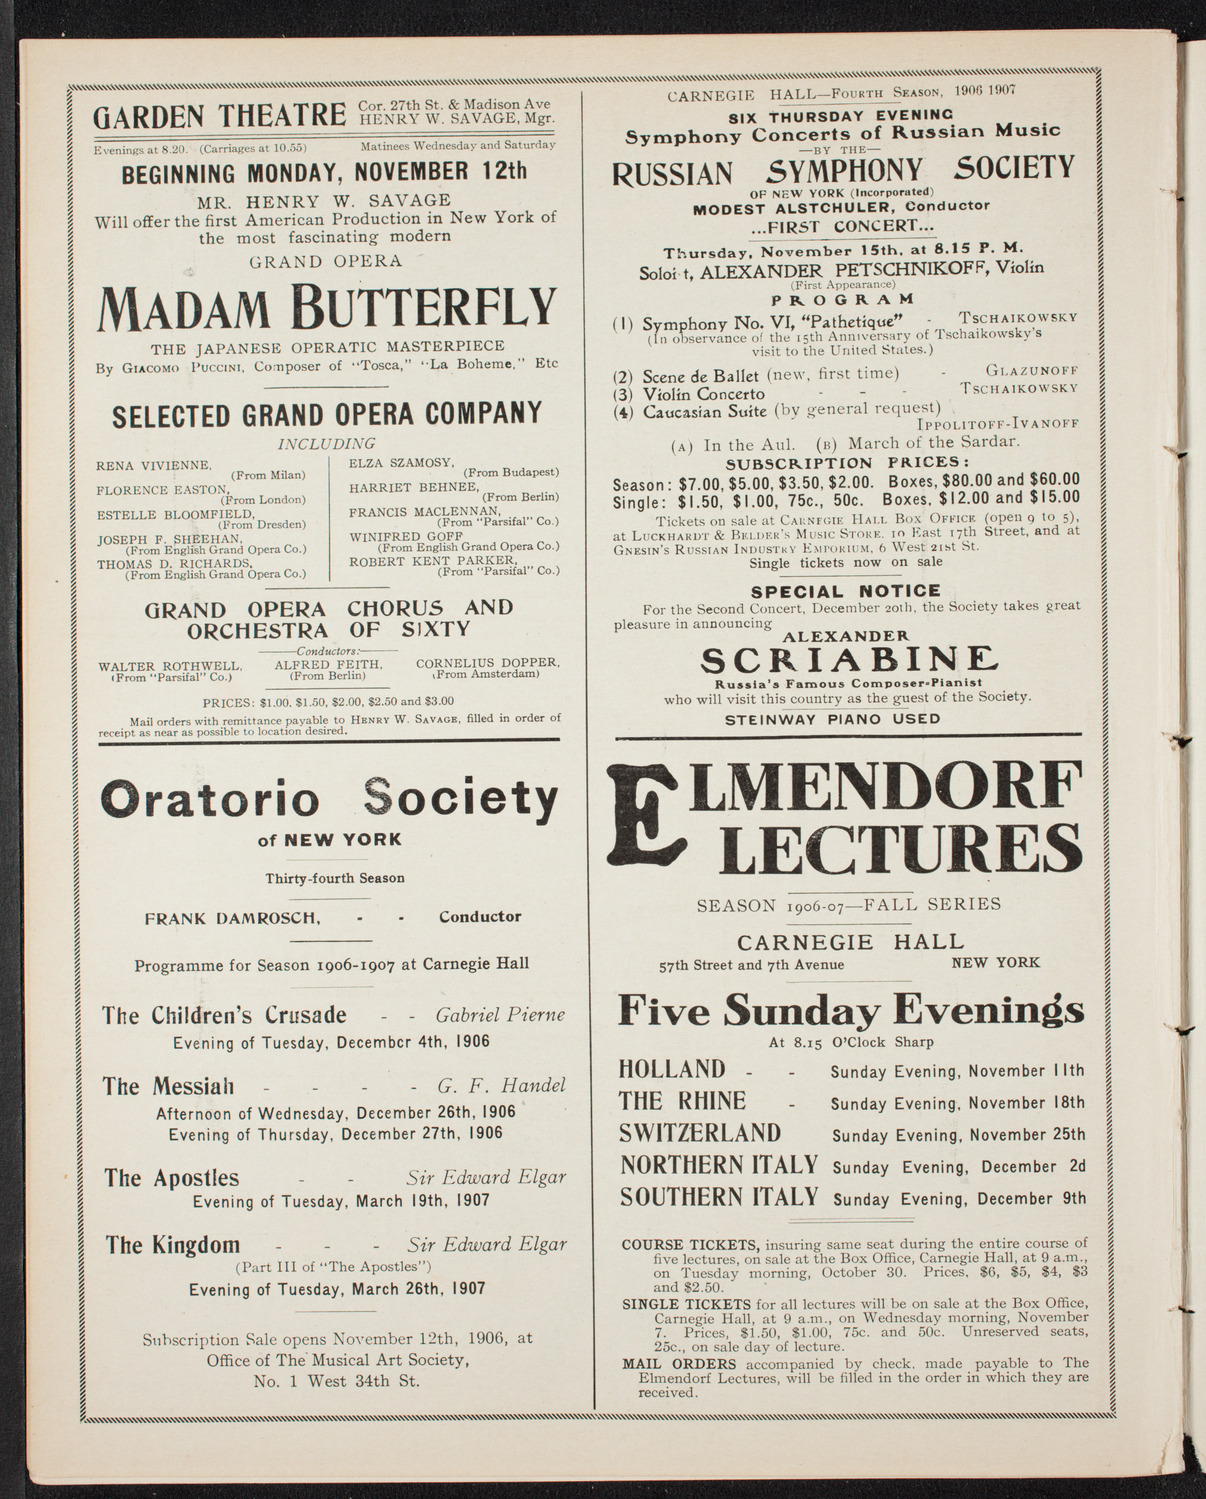 GARDEN THEATRE Cor. 27th St. & Madison Ave
HENRY W. SAVAGE, Mgr.
Evenings at 8.20. (Carriages at 10.55) Matinees Wednesday and Saturday
BEGINNING MONDAY, NOVEMBER 12th
MR. HENRY W. SAVAGE
Will offer the first American Production in New York of
the most fascinating modern
GRAND OPERA
MADAM BUTTERFLY
THE JAPANESE OPERATIC MASTERPIECE
By GIACOMO PUCCINI, Composer of "Tosca," "La Boheme," Etc
SELECTED GRAND OPERA COMPANY
INCLUDING
RENA VIVIENNE,
(From Milan)
FLORENCE EASTON,
(From London)
ESTELLE BLOOMFIELD,
(From Dresden)
JOSEPH F. SHEEHAN,
(From English Grand Opera Co.)
THOMAS D. RICHARDS,
(From English Grand Opera Co.)
ELZA SZAMOSY,
(From Budapest)
HARRIET BEHNEE,
(From Berlin)
FRANCIS MACLENNAN,
(From "Parsifal" Co.)
WINIFRED GOFF
(From English Grand Opera Co.)
ROBERT KENT PARKER,
(From "Parsifal" Co.)
GRAND OPERA CHORUS AND
ORCHESTRA OF SIXTY
Conductors:
WALTER ROTHWELL,
(From "Parsifal" Co.)
ALFRED FEITH,
(From Berlin)
CORNELIUS DOPPER,
(From Amsterdam)
PRICES: $1.00. $1.50, $2.00, $2.50 and $3.00
Mail orders with remittance payable to HENRY W. SAVAGE, filled in order of
receipt as near as possible to location desired.
Oratorio Society
of NEW YORK
Thirty-fourth Season
FRANK DAMROSCH, - - Conductor
Programme for Season 1906-1907 at Carnegie Hall
The Children's Crusade - - Gabriel Pierne
Evening of Tuesday, December 4th, 1906
The Messiah - - - - G. F. Handel
Afternoon of Wednesday, December 26th, 1906
Evening of Thursday, December 27th, 1906
The Apostles - - Sir Edward Elgar
Evening of Tuesday, March 19th, 1907
The Kingdom - - - Sir Edward Elgar
(Part III of "The Apostles")
Evening of Tuesday, March 26th, 1907
Subscription Sale opens November 12th, 1906, at
Office of The Musical Art Society,
No. 1 West 34th St.
CARNEGIE HALL—FOURTH SEASON, 1906 1907
SIX THURSDAY EVENING
Symphony Concerts of Russian Music
—BY THE—
RUSSIAN SYMPHONY SOCIETY
OF NEW YORK (Incorporated)
MODEST ALSTCHULER, Conductor
...FIRST CONCERT...
Thursday, November 15th, at 8.15 P. M.
Soloi t, ALEXANDER PETSCHNIKOFF, Violin
(First Appearance)
PROGRAM
(1) Symphony No. VI, "Pathetique" - TSCHAIKOWSKY
(In observance of the 15th Anniversary of Tschaikowsky's
visit to the United States.)
(2) Scene de Ballet (new, first time) - GLAZUNOFF
(3) Violin Concerto - - - TSCHAIKOWSKY
(4) Caucasian Suite (by general request)
IPPOLITOFF-IVANOFF
(A) In the Aul. (B) March of the Sardar.
SUBSCRIPTION PRICES:
Season: $7.00, $5.00, $3.50, $2.00. Boxes, $80.00 and $60.00
Single: $1.50, $1.00, 75c., 50c. Boxes, $12.00 and $15.00
Tickets on sale at CARNEGIE HALL BOX OFFICE (open 9 to 5),
at LUCKHARDT & BELDER'S MUSIC STORE. 10 East 17th Street, and at
GNESIN'S RUSSIAN INDUSTRY EMPORIUM, 6 West 21st St.
Single tickets now on sale
SPECIAL NOTICE
For the Second Concert, December 20th, the Society takes great
pleasure in announcing
ALEXANDER
SCRIABINE
Russia's Famous Composer-Pianist
who will visit this country as the guest of the Society.
STEINWAY PIANO USED
ELMENDORF
LECTURES
SEASON 1906-07—FALL SERIES
CARNEGIE HALL
57th Street and 7th Avenue NEW YORK
Five Sunday Evenings
At 8.15 O'Clock Sharp
HOLLAND - - Sunday Evening, November 11th
THE RHINE - Sunday Evening, November 18th
SWITZERLAND Sunday Evening, November 25th
NORTHERN ITALY Sunday Evening, December 2d
SOUTHERN ITALY Sunday Evening, December 9th
COURSE TICKETS, insuring same seat during the entire course of
five lectures, on sale at the Box Office, Carnegie Hall, at 9 a.m.,
on Tuesday morning, October 30. Prices, $6, $5, $4, $3
and $2.50.
SINGLE TICKETS for all lectures will be on sale at the Box Office,
Carnegie Hall, at 9 a.m., on Wednesday morning, November
7. Prices, $1.50, $1.00, 75c. and 50c. Unreserved seats,
25c., on sale day of lecture.
MAIL ORDERS accompanied by check, made payable to The
Elmendorf Lectures, will be filled in the order in which they are
received.